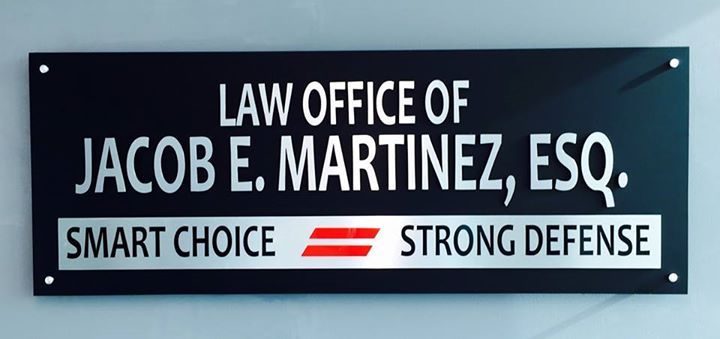 LAW OFFICE OF
JACOB E. MARTINEZ, ESQ.
SMART CHOICE = STRONG DEFENSE